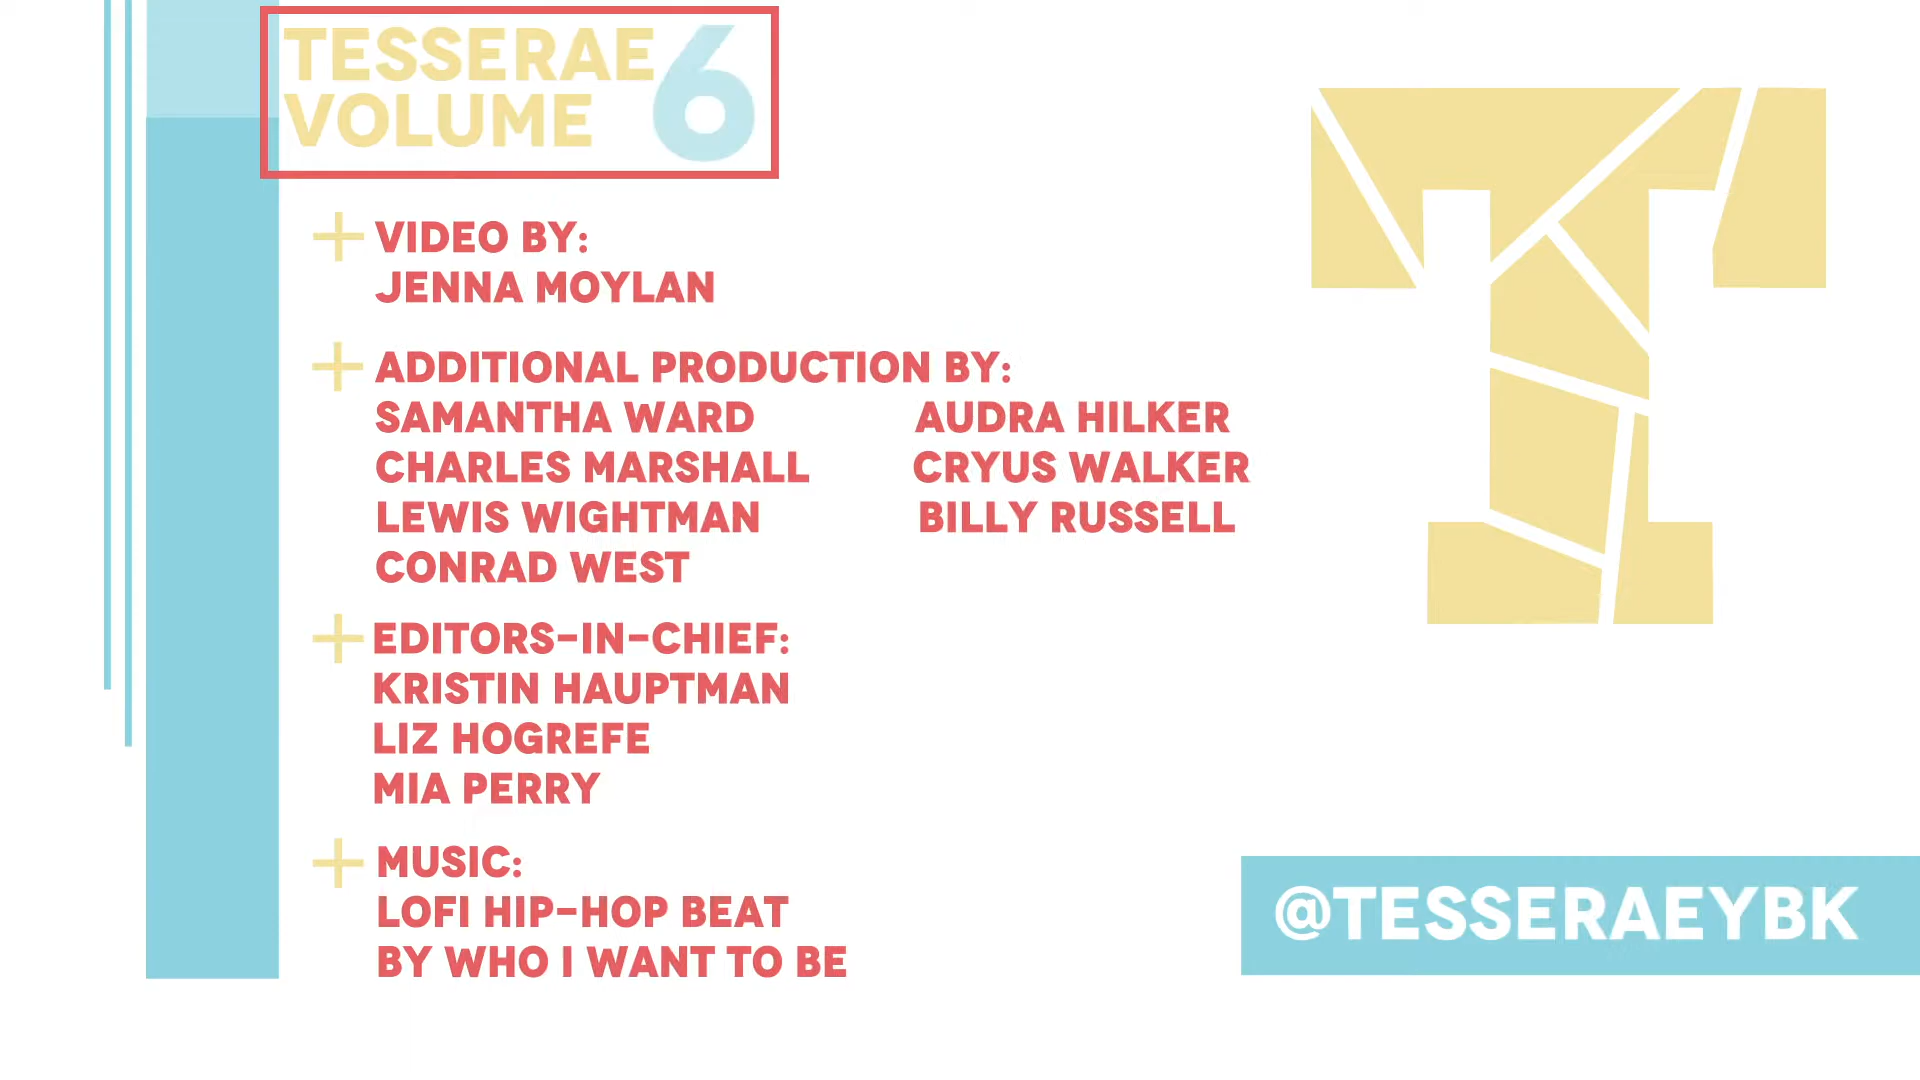 TESSERAE
VOLUME 6
VIDEO BY:
JENNA MOYLAN
ADDITIONAL PRODUCTION BY:
SAMANTHA WARD
CHARLES MARSHALL
LEWIS WIGHTMAN
CONRAD WEST
AUDRA HILKER
CRYUS WALKER
BILLY RUSSELL
EDITORS-IN-CHIEF:
KRISTIN HAUPTMAN
LIZ HOGREFE
MIA PERRY
MUSIC:
LOFI HIP-HOP BEAT
BY WHO I WANT TO BE
T
@TESSERAEYBK